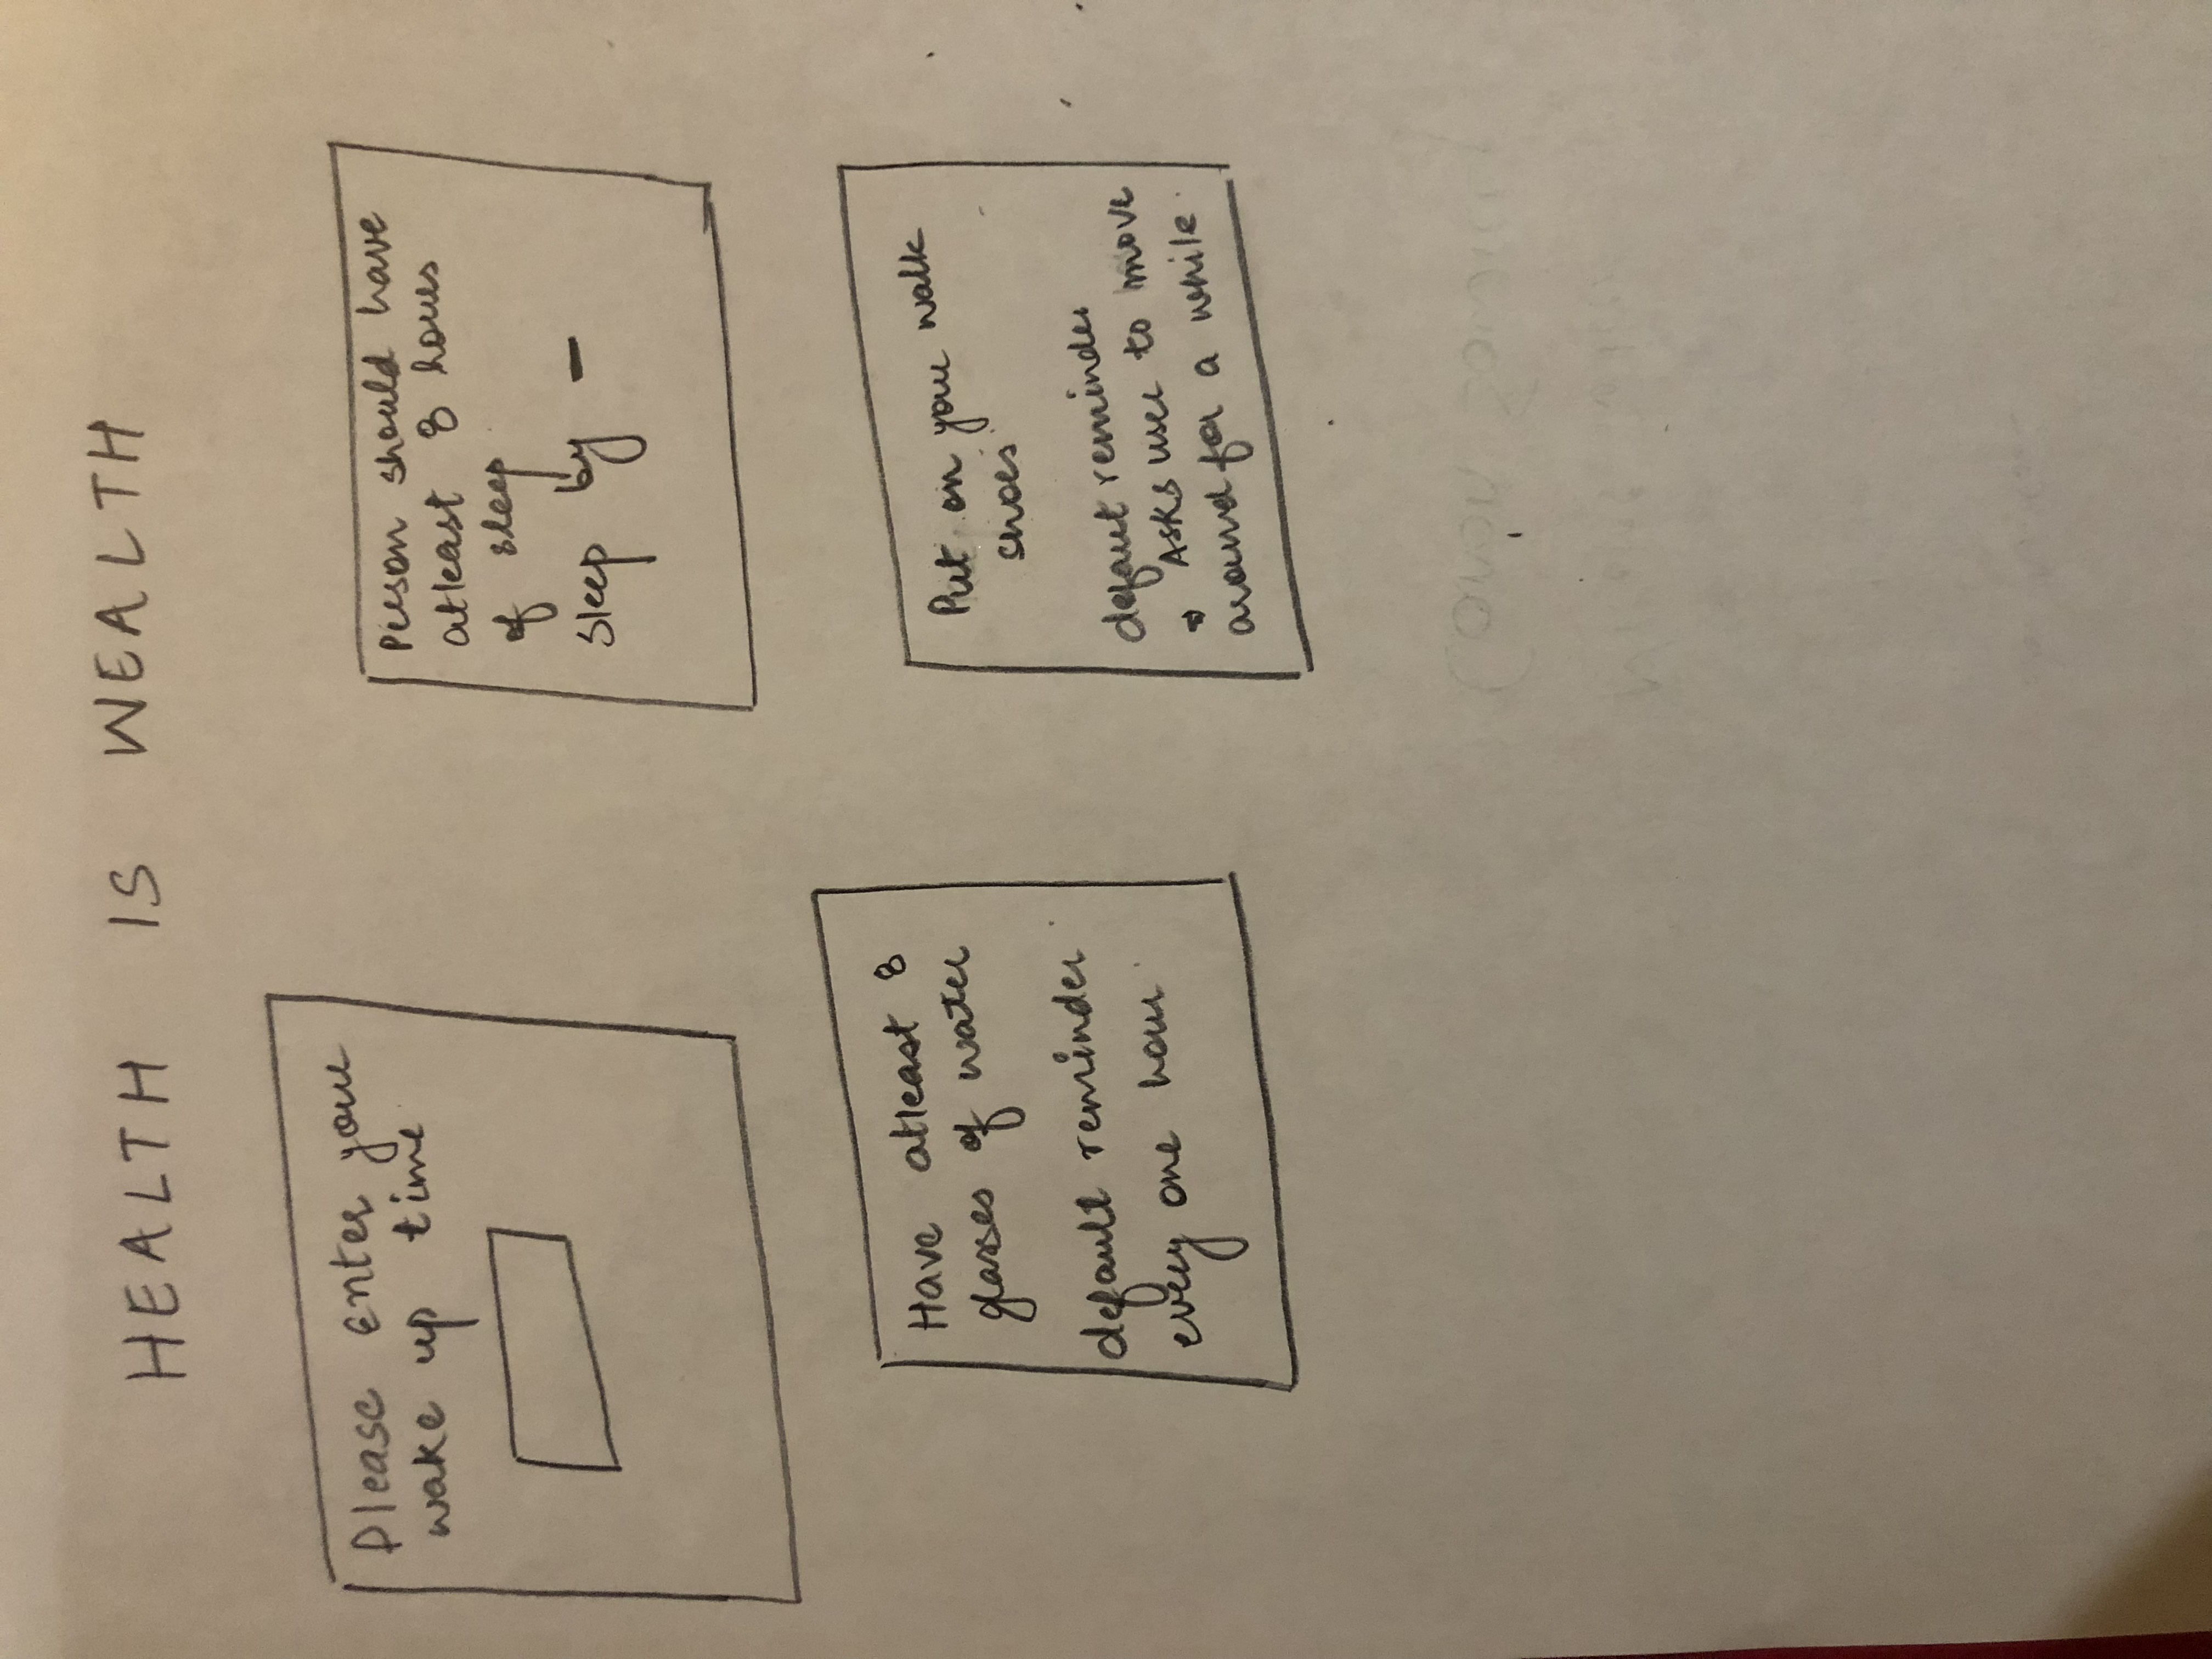 HEALTH IS WEALTH
Please enter your
wake up time
Person should have
atleast 8 hours
of sleep
sleep by -
Have atleast 8
glasses of water
default reminder
every one hour.
Put on your walk
shoes
default reminder
Asks user to move
around for a while.